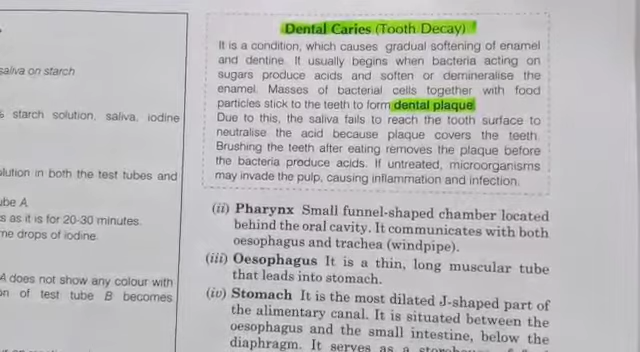 saliva on starch
starch solution, saliva, iodine
in both the test tubes and
A
as it is for 20-30 minutes.
drops of iodine.
A does not show any colour with
of test tube B becomes
Dental Caries (Tooth Decay)
It is a condition, which causes gradual softening of enamel
and dentine. It usually begins when bacteria acting on
sugars produce acids and soften or demineralise the
enamel. Masses of bacterial cells together with food
particles stick to the teeth to form dental plaque.
Due to this, the saliva fails to reach the tooth surface to
neutralise the acid because plaque covers the teeth.
Brushing the teeth after eating removes the plaque before
the bacteria produce acids. If untreated, microorganisms
may invade the pulp, causing inflammation and infection.
(ii) Pharynx Small funnel-shaped chamber located
behind the oral cavity. It communicates with both
oesophagus and trachea (windpipe).
(iii) Oesophagus It is a thin, long muscular tube
that leads into stomach.
(iv) Stomach It is the most dilated J-shaped part of
the alimentary canal. It is situated between the
oesophagus and the small intestine, below the
diaphragm. It serves as a